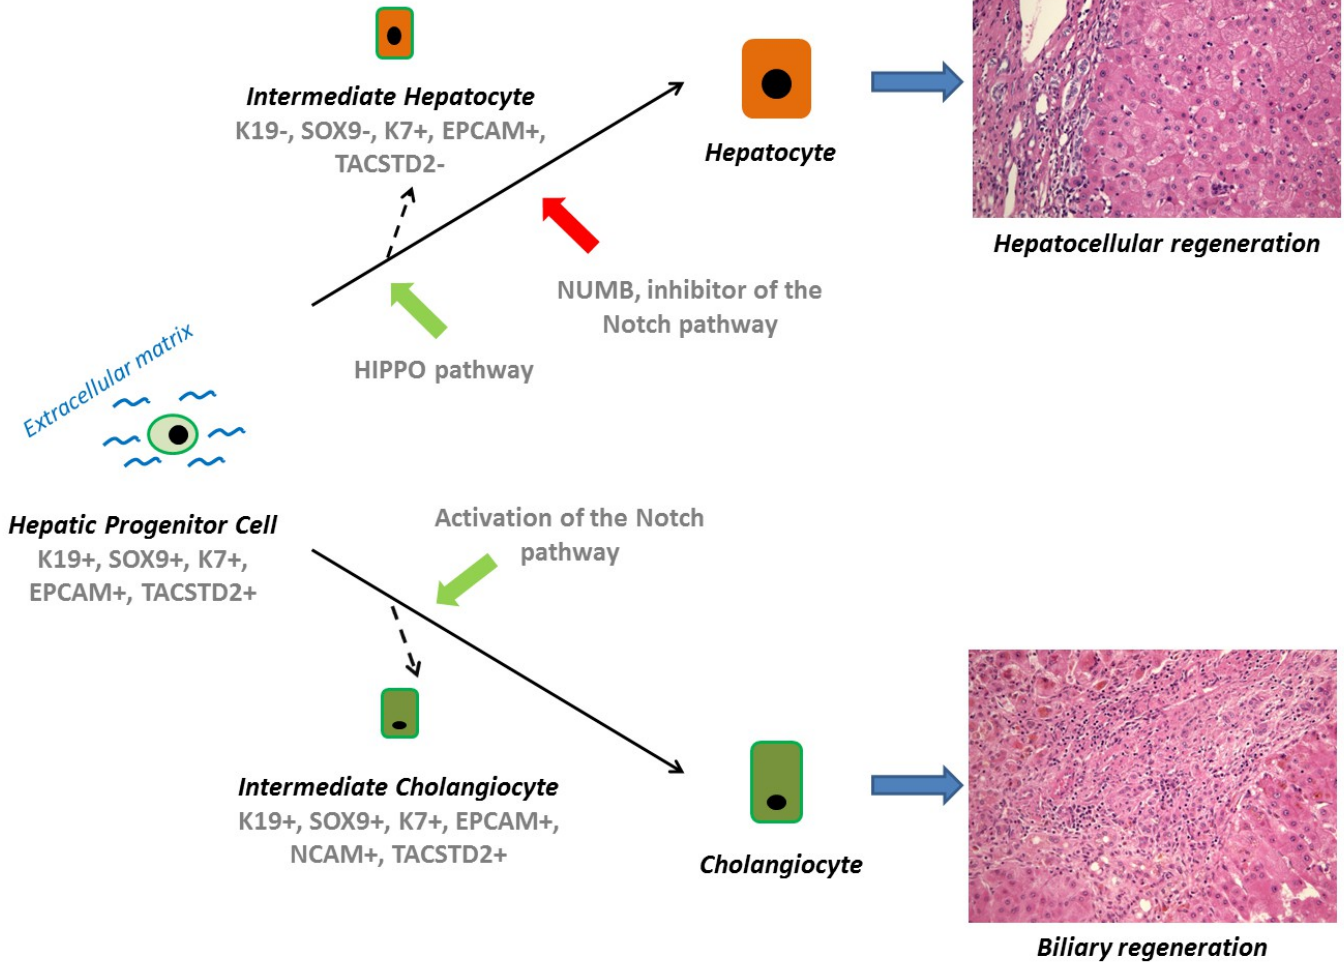 Intermediate Hepatocyte
K19-, SOX9-, K7+, EPCAM+,
TACSTD2-
Hepatocyte
Hepatocellular regeneration
NUMB, inhibitor of the
Notch pathway
HIPPO pathway
Extracellular matrix
Hepatic Progenitor Cell
K19+, SOX9+, K7+,
EPCAM+, TACSTD2+
Activation of the Notch
pathway
Intermediate Cholangiocyte
K19+, SOX9+, K7+, EPCAM+,
NCAM+, TACSTD2+
Cholangiocyte
Biliary regeneration